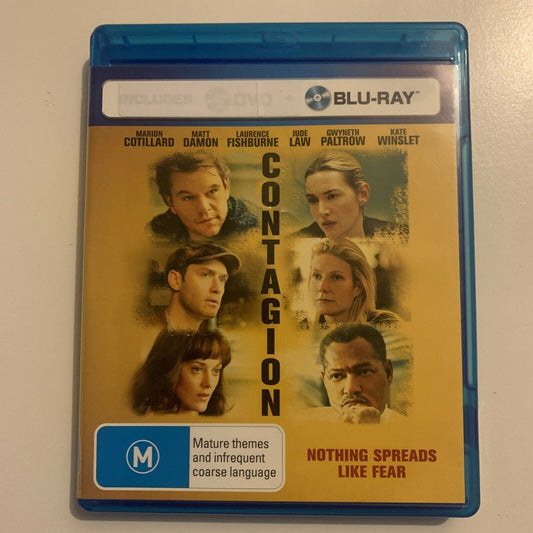 INCLUDES DVD + BLU-RAY™
MARION COTILLARD
MATT DAMON
LAURENCE FISHBURNE
JUDE LAW
GWYNETH PALTROW
KATE WINSLET
CONTAGION
M
Mature themes
and infrequent
coarse language
NOTHING SPREADS
LIKE FEAR